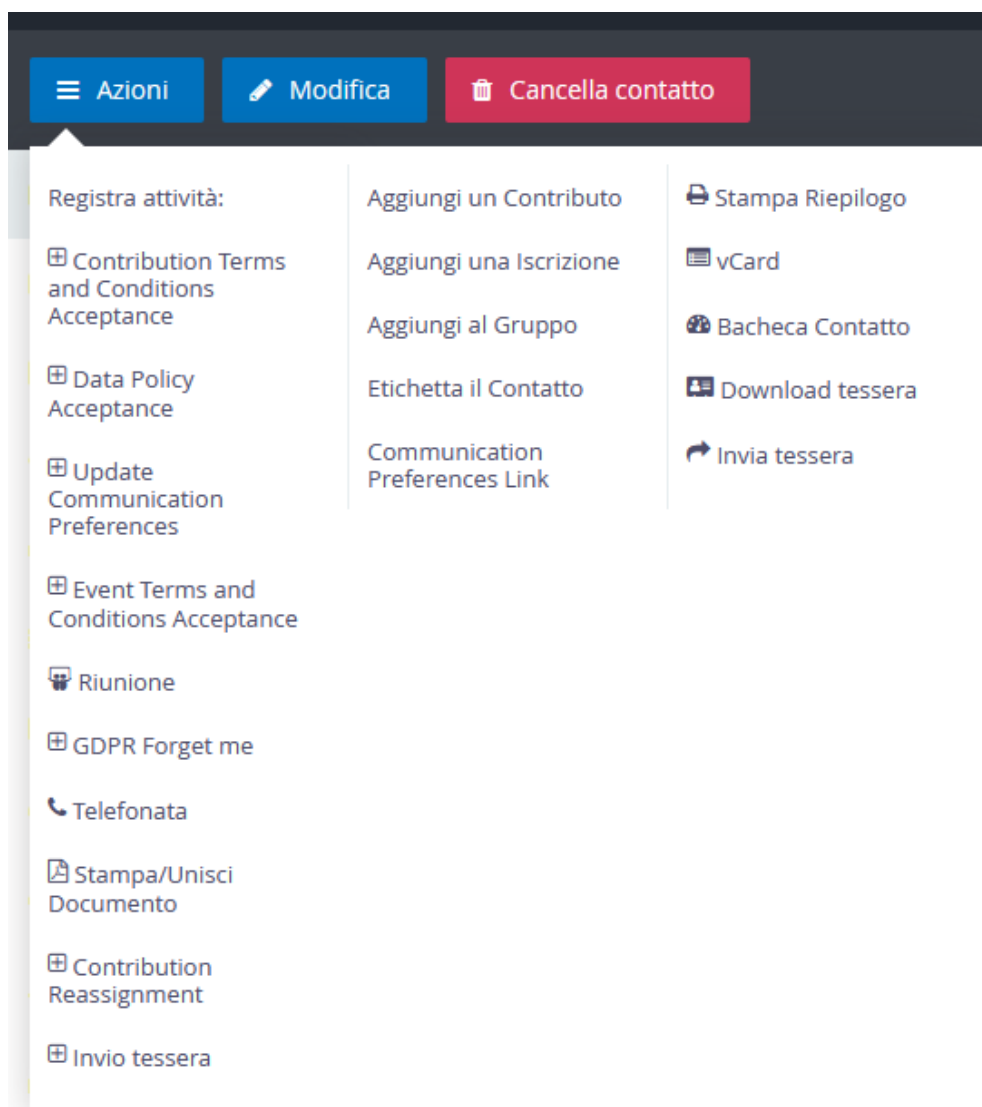 Azioni
Modifica
Cancella contatto
Registra attività:
Contribution Terms
and Conditions
Acceptance
Data Policy
Acceptance
Update
Communication
Preferences
Event Terms and
Conditions Acceptance
Riunione
GDPR Forget me
Telefonata
Stampa/Unisci
Documento
Contribution
Reassignment
Invio tessera
Aggiungi un Contributo
Aggiungi una Iscrizione
Aggiungi al Gruppo
Etichetta il Contatto
Communication
Preferences Link
Stampa Riepilogo
vCard
Bacheca Contatto
Download tessera
Invia tessera